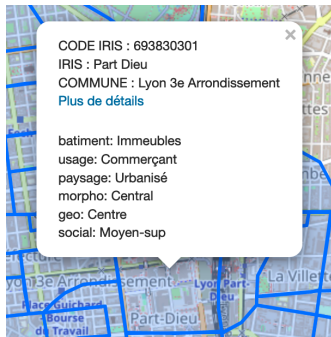 CODE IRIS : 693830301
IRIS : Part Dieu
COMMUNE : Lyon 3e Arrondissement
Plus de détails
batiment: Immeubles
usage: Commerçant
paysage: Urbanisé
morpho: Central
geo: Centre
social: Moyen-sup
Arrondissement
Lyon Part-Dieu
La Villette
Place Guichard
- Bourse
du Travail
Part-Dieu